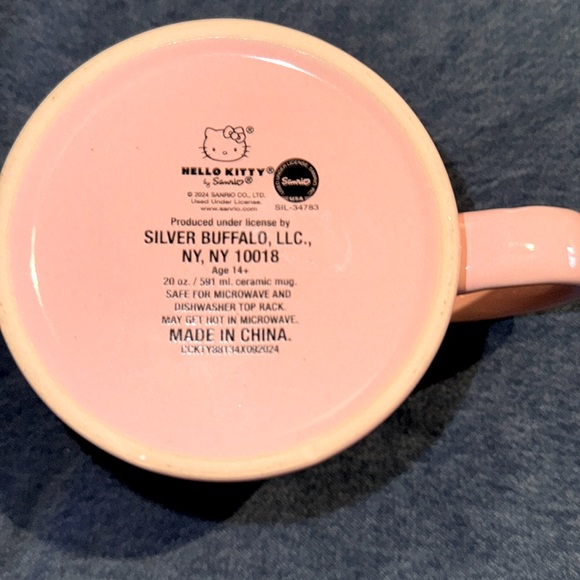 HELLO KITTY®
by Sanrio®
© 2024 SANRIO CO., LTD.
Used Under License.
www.sanrio.com
Sanrio
SIL-34783
Produced under license by
SILVER BUFFALO, LLC.,
NY, NY 10018
Age 14+
20 oz. / 591 ml. ceramic mug.
SAFE FOR MICROWAVE AND
DISHWASHER TOP RACK.
MAY GET HOT IN MICROWAVE.
MADE IN CHINA.